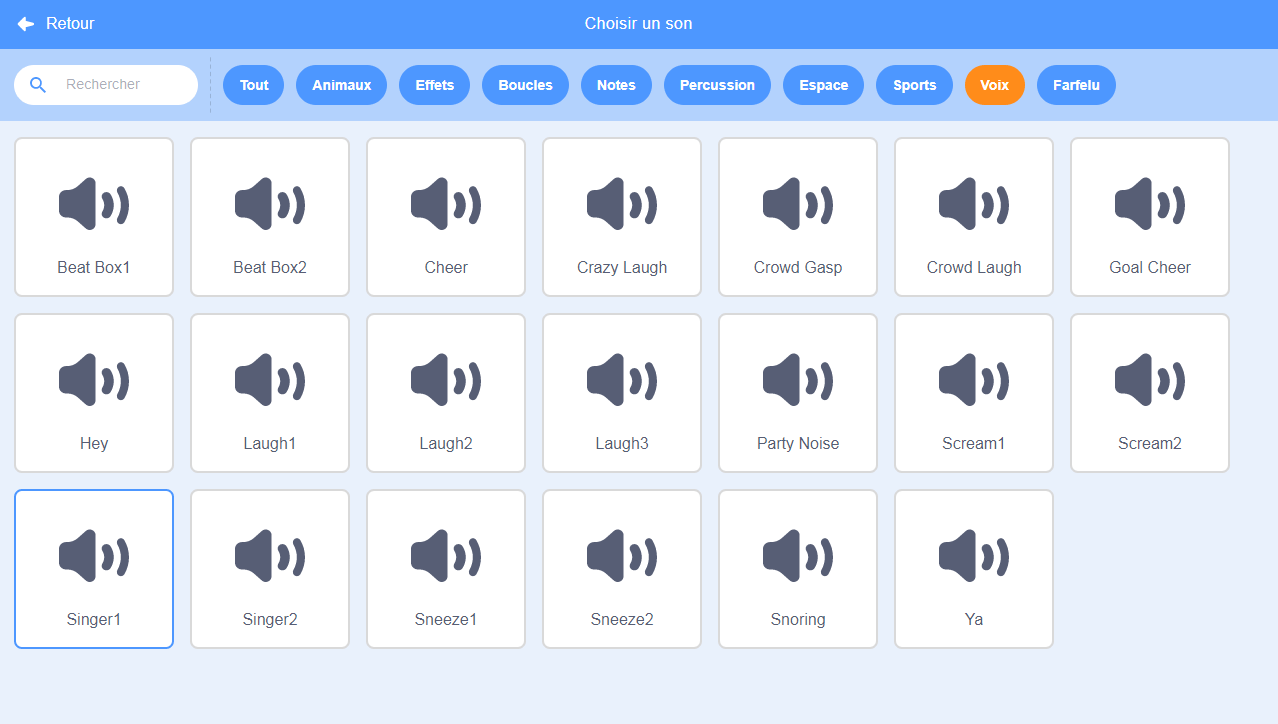 Retour
Choisir un son
Rechercher
Tout Animaux Effets Boucles Notes Percussion Espace Sports Voix Farfelu
Beat Box1 Beat Box2 Cheer Crazy Laugh Crowd Gasp Crowd Laugh Goal Cheer
Hey Laugh1 Laugh2 Laugh3 Party Noise Scream1 Scream2
Singer1 Singer2 Sneeze1 Sneeze2 Snoring Ya